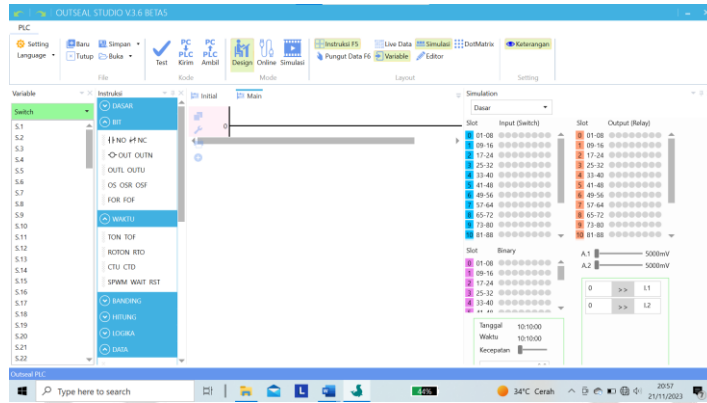 OUTSEAL STUDIO V3.6 BETA5
PLC
Setting
Language
Baru
Tutup
Simpan
Buka
File
Test
PC PLC Kirim
PC PLC Ambil
Kode
Design
Online
Simulasi
Mode
Instruksi F5
Pungut Data F6
Live Data
Variable
Simulasi
Editor
DotMatrix
Layout
Keterangan
Setting
Variable
Switch
S.1
S.2
S.3
S.4
S.5
S.6
S.7
S.8
S.9
S.10
S.11
S.12
S.13
S.14
S.15
S.16
S.17
S.18
S.19
S.20
S.21
S.22
Instruksi
DASAR
BIT
NO NC
OUT OUTN
OUTL OUTU
OS OSR OSF
FOR FOF
WAKTU
TON TOF
ROTON RTO
CTU CTD
SPWM WAIT RST
BANDING
HITUNG
LOGIKA
DATA
Initial
Main
0
Simulation
Dasar
Slot Input (Switch)
0 01-08
1 09-16
2 17-24
3 25-32
4 33-40
5 41-48
6 49-56
7 57-64
8 65-72
9 73-80
10 81-88
Slot Output (Relay)
0 01-08
1 09-16
2 17-24
3 25-32
4 33-40
5 41-48
6 49-56
7 57-64
8 65-72
9 73-80
10 81-88
Slot Binary
0 01-08
1 09-16
2 17-24
3 25-32
4 33-40
A.1 5000mV
A.2 5000mV
0 >> I.1
0 >> I.2
Tanggal 10:10:00
Waktu 10:10:00
Kecepatan
Outseal PLC
Type here to search
L
44%
34°C Cerah
20:57
21/11/2023